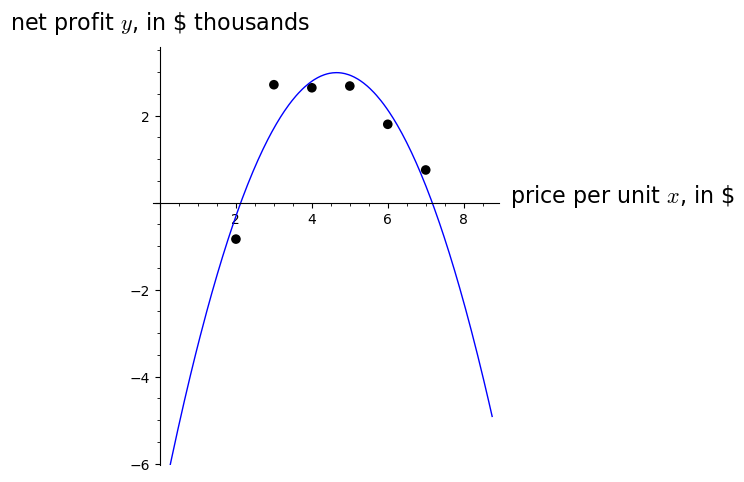 net profit y, in $ thousands
2
price per unit x, in $
2 4 6 8
−2
−4
−6